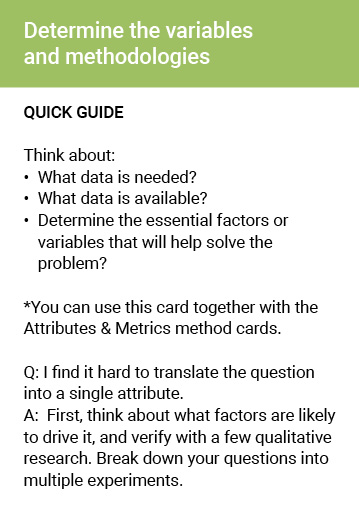 Determine the variables
and methodologies
QUICK GUIDE
Think about:
• What data is needed?
• What data is available?
• Determine the essential factors or
variables that will help solve the
problem?
*You can use this card together with the
Attributes & Metrics method cards.
Q: I find it hard to translate the question
into a single attribute.
A:  First, think about what factors are likely
to drive it, and verify with a few qualitative
research. Break down your questions into
multiple experiments.